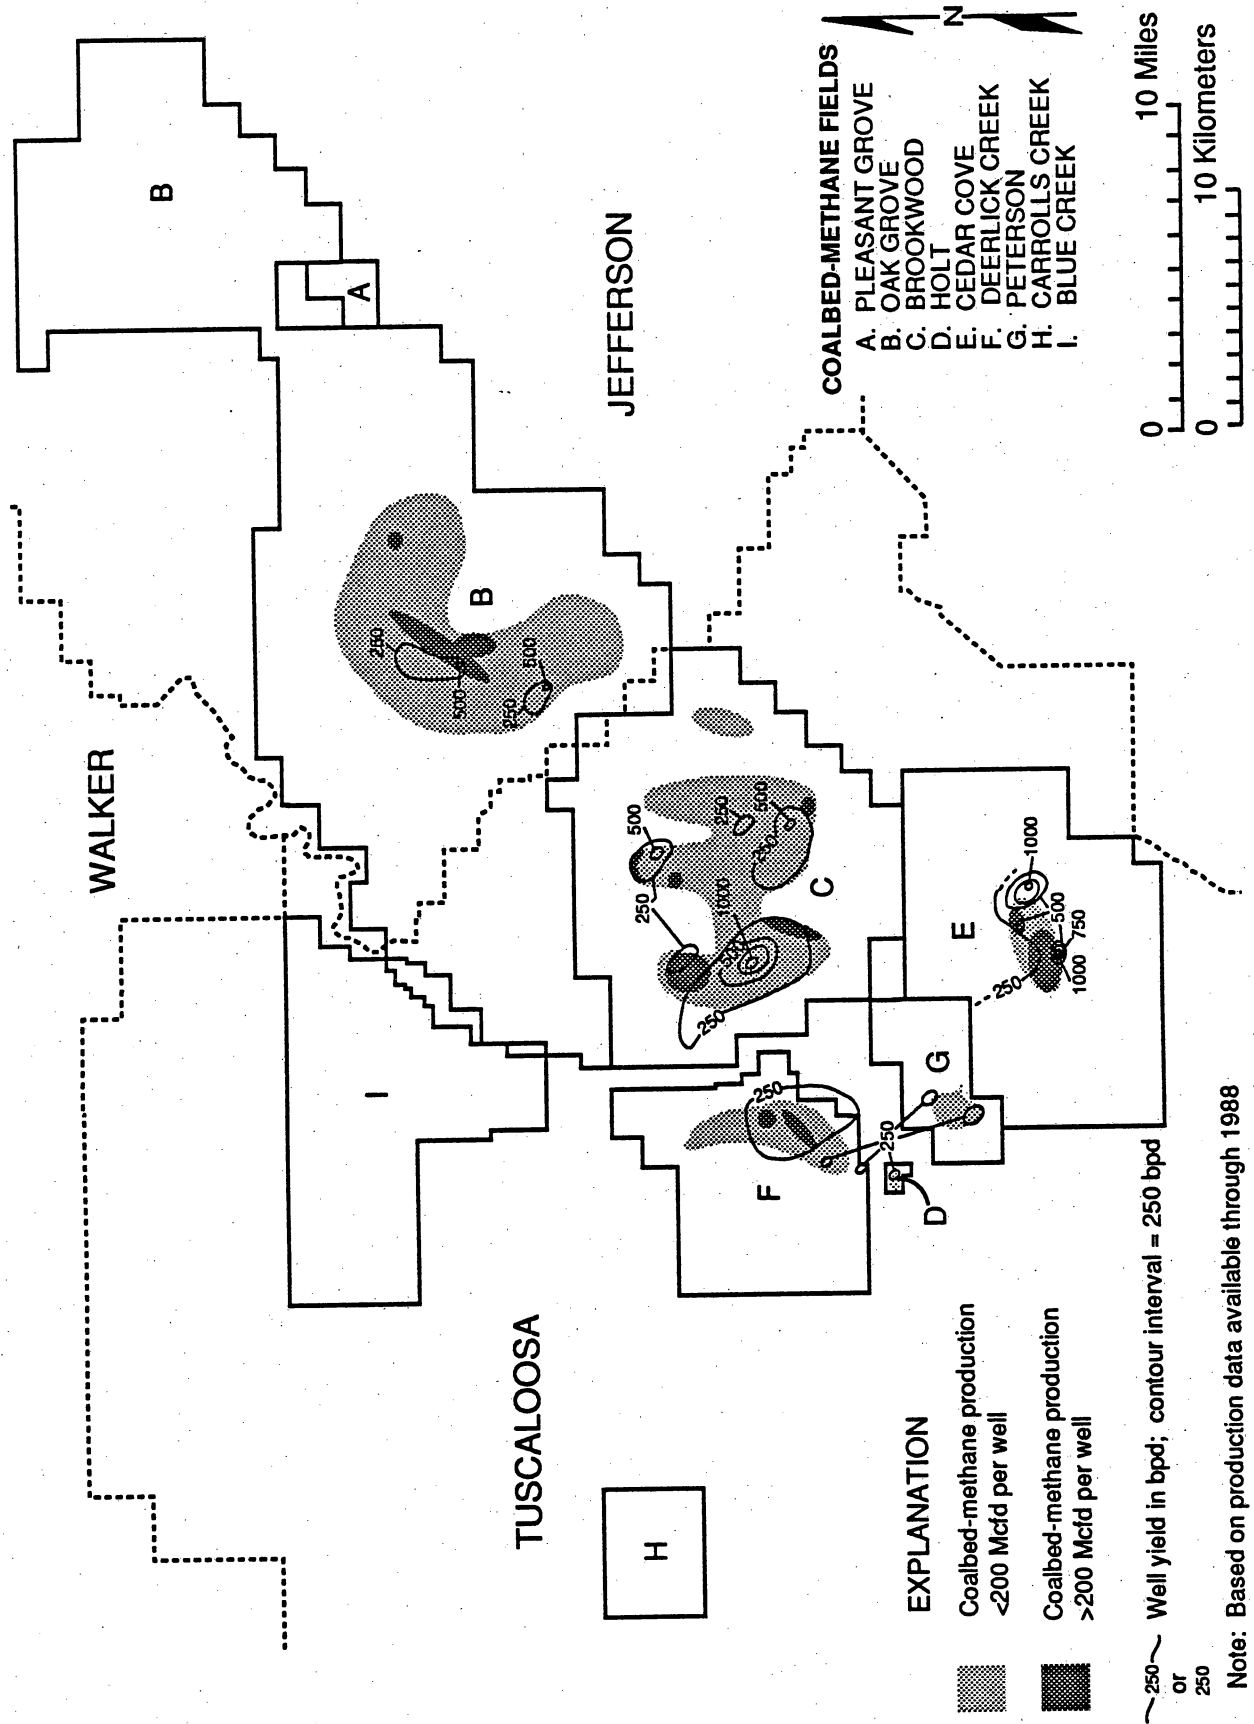 WALKER
B
A
JEFFERSON
B
250
500
250
500
I
TUSCALOOSA
H
500
250
1000
500
250
250
500
250
C
F
250
250
D
G
E
1000
500
750
1000
250
COALBED-METHANE FIELDS
A. PLEASANT GROVE
B. OAK GROVE
C. BROOKWOOD
D. HOLT
E. CEDAR COVE
F. DEERLICK CREEK
G. PETERSON
H. CARROLLS CREEK
I. BLUE CREEK
N
0 10 Miles
0 10 Kilometers
EXPLANATION
Coalbed-methane production
<200 Mcfd per well
Coalbed-methane production
>200 Mcfd per well
250 Well yield in bpd; contour interval = 250 bpd
or
250
Note: Based on production data available through 1988